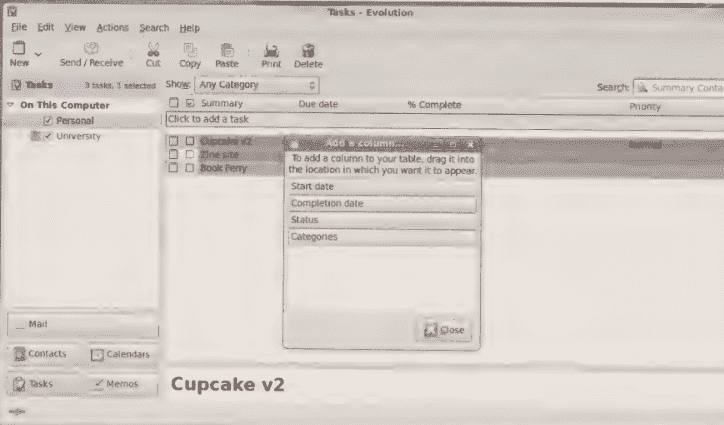 Tasks - Evolution
File Edit View Actions Search Help
New Send / Receive Cut Copy Paste Print Delete
Tasks 3 tasks, 1 selected Show: Any Category Search: Summary Conta
On This Computer
Personal
University
Summary Due date % Complete Priority
Click to add a task
Cupcake v2
Zine site
Book Ferry
Add a column...
To add a column to your table, drag it into
the location in which you want it to appear.
Start date
Completion date
Status
Categories
Close
Mail
Contacts Calendars
Tasks Memos
Cupcake v2